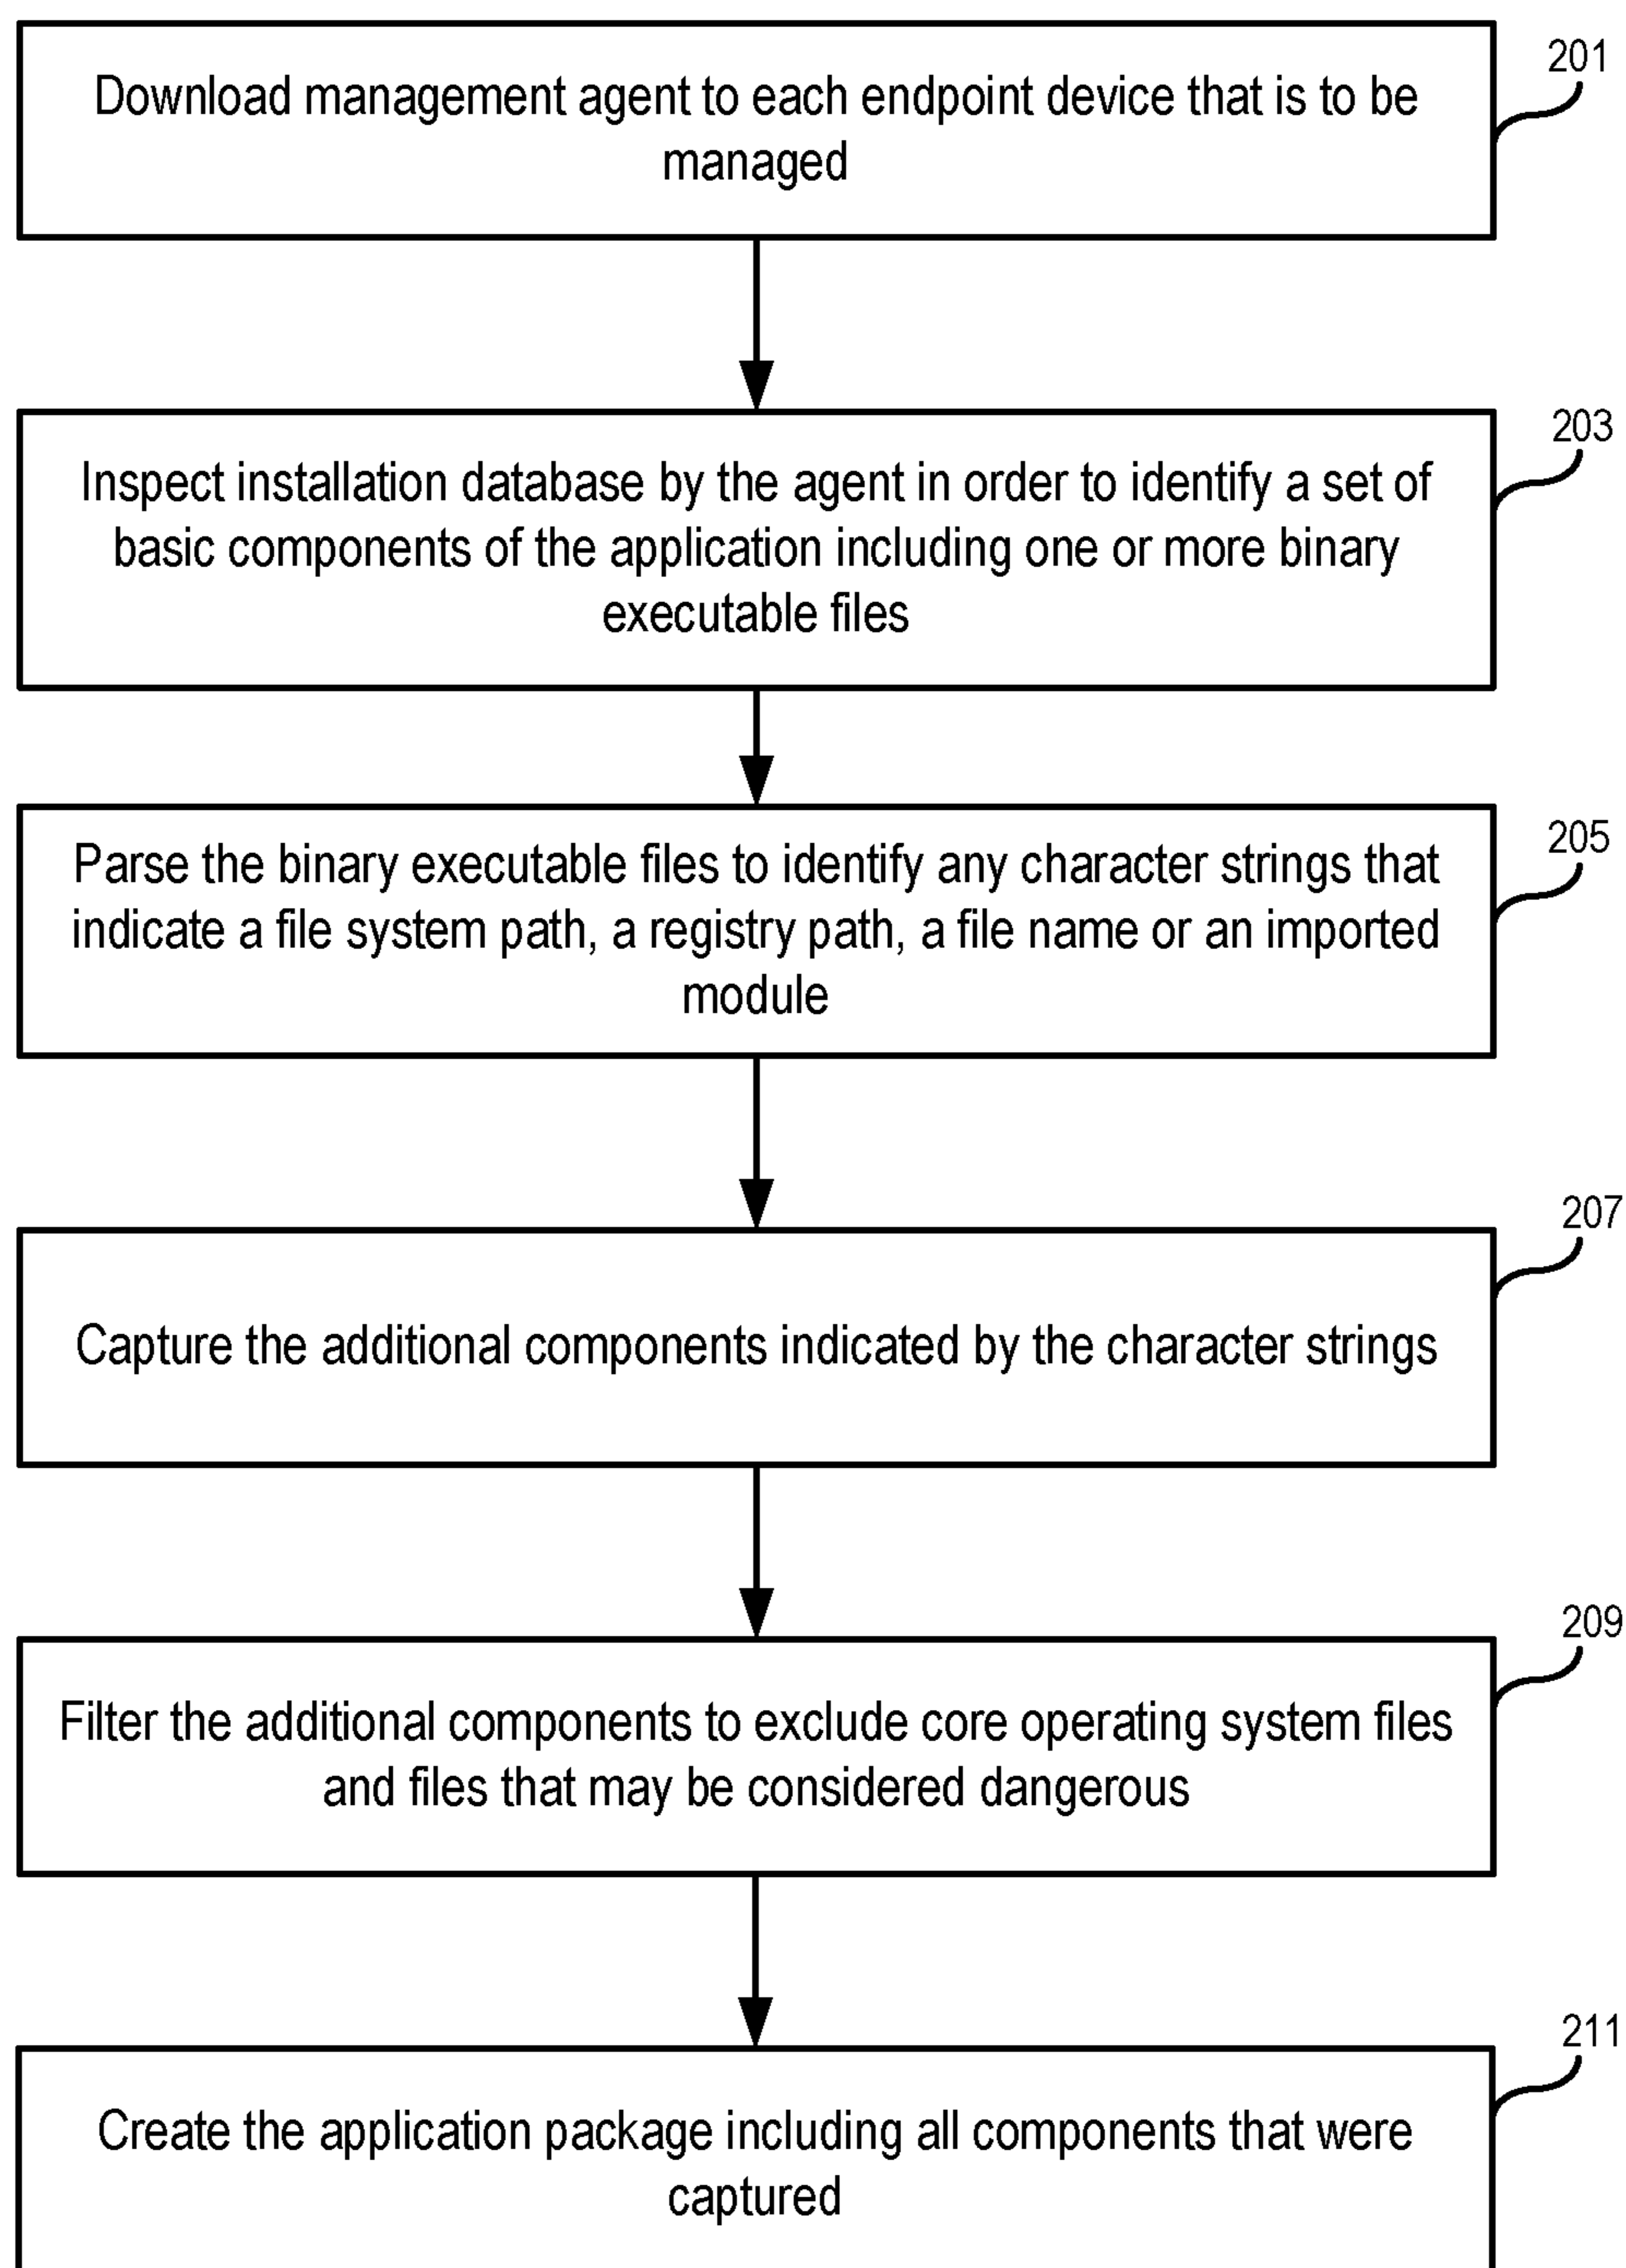 201
Download management agent to each endpoint device that is to be
managed
203
Inspect installation database by the agent in order to identify a set of
basic components of the application including one or more binary
executable files
205
Parse the binary executable files to identify any character strings that
indicate a file system path, a registry path, a file name or an imported
module
207
Capture the additional components indicated by the character strings
209
Filter the additional components to exclude core operating system files
and files that may be considered dangerous
211
Create the application package including all components that were
captured